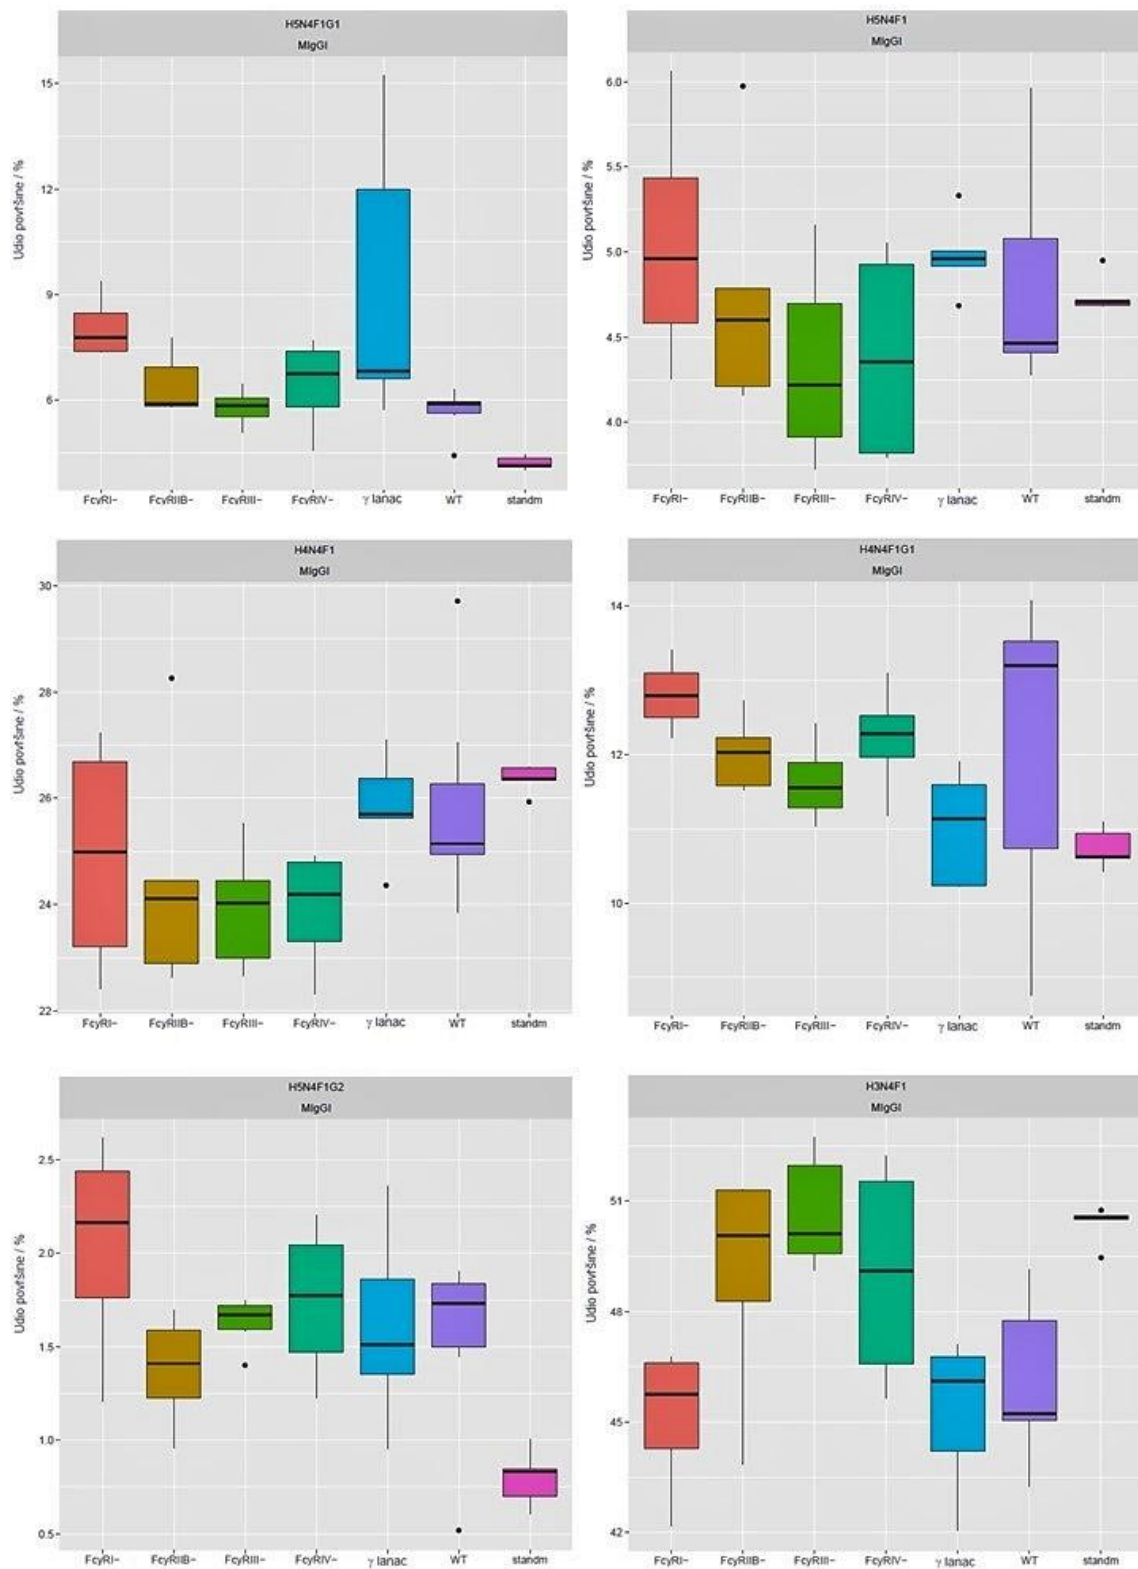 H5N4F1G1
MIgGI
Udio površine / %
15
12
9
6
FcγRI− FcγRIIB− FcγRIII− FcγRIV− γ lanac WT standm
H5N4F1
MIgGI
Udio površine / %
6.0
5.5
5.0
4.5
4.0
FcγRI− FcγRIIB− FcγRIII− FcγRIV− γ lanac WT standm
H4N4F1
MIgGI
Udio površine / %
30
28
26
24
22
FcγRI− FcγRIIB− FcγRIII− FcγRIV− γ lanac WT standm
H4N4F1G1
MIgGI
Udio površine / %
14
12
10
FcγRI− FcγRIIB− FcγRIII− FcγRIV− γ lanac WT standm
H5N4F1G2
MIgGI
Udio površine / %
2.5
2.0
1.5
1.0
0.5
FcγRI− FcγRIIB− FcγRIII− FcγRIV− γ lanac WT standm
H3N4F1
MIgGI
Udio površine / %
51
48
45
42
FcγRI− FcγRIIB− FcγRIII− FcγRIV− γ lanac WT standm